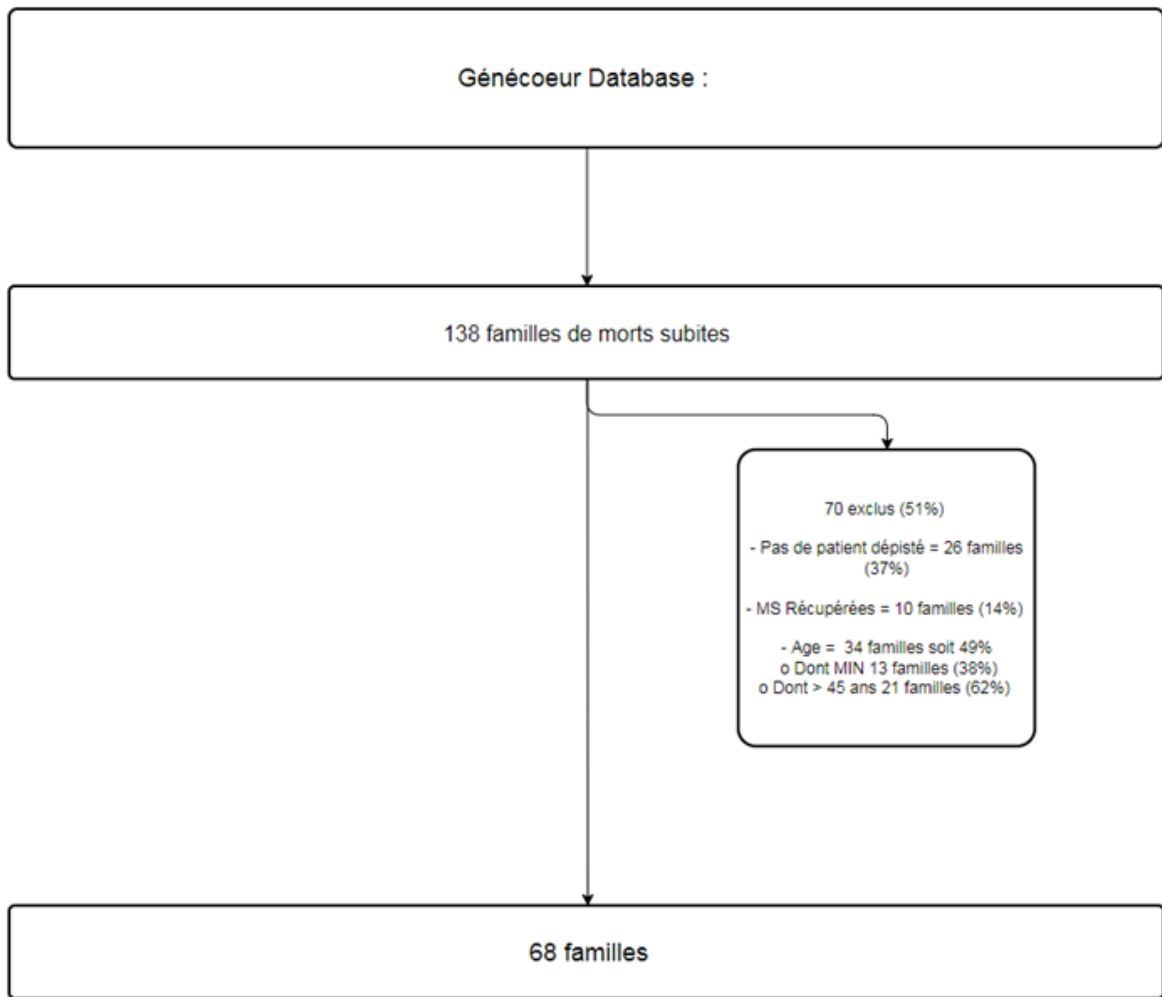 Génécoeur Database :
138 familles de morts subites
70 exclus (51%)
- Pas de patient dépisté = 26 familles
(37%)
- MS Récupérées = 10 familles (14%)
- Age =  34 familles soit 49%
o Dont MIN 13 familles (38%)
o Dont > 45 ans 21 familles (62%)
68 familles